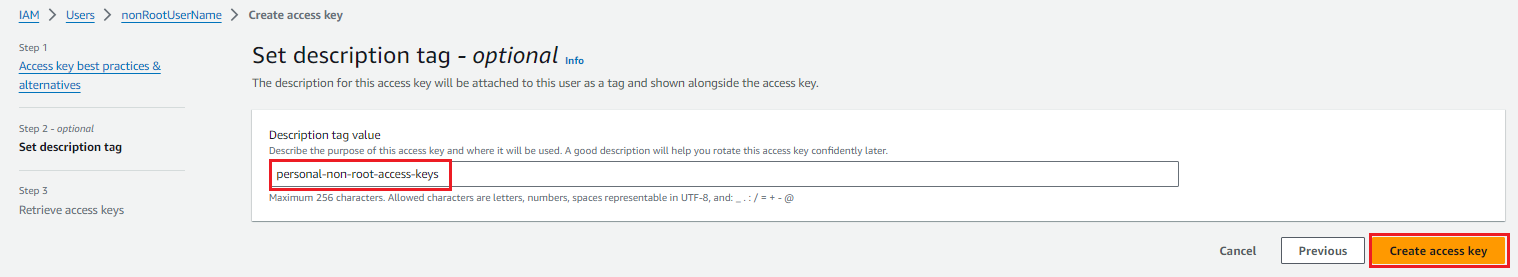 IAM > Users > nonRootUserName > Create access key
Step 1
Access key best practices &
alternatives
Step 2 - optional
Set description tag
Step 3
Retrieve access keys
Set description tag - optional Info
The description for this access key will be attached to this user as a tag and shown alongside the access key.
Description tag value
Describe the purpose of this access key and where it will be used. A good description will help you rotate this access key confidently later.
personal-non-root-access-keys
Maximum 256 characters. Allowed characters are letters, numbers, spaces representable in UTF-8, and: _ . : / = + - @
Cancel Previous Create access key